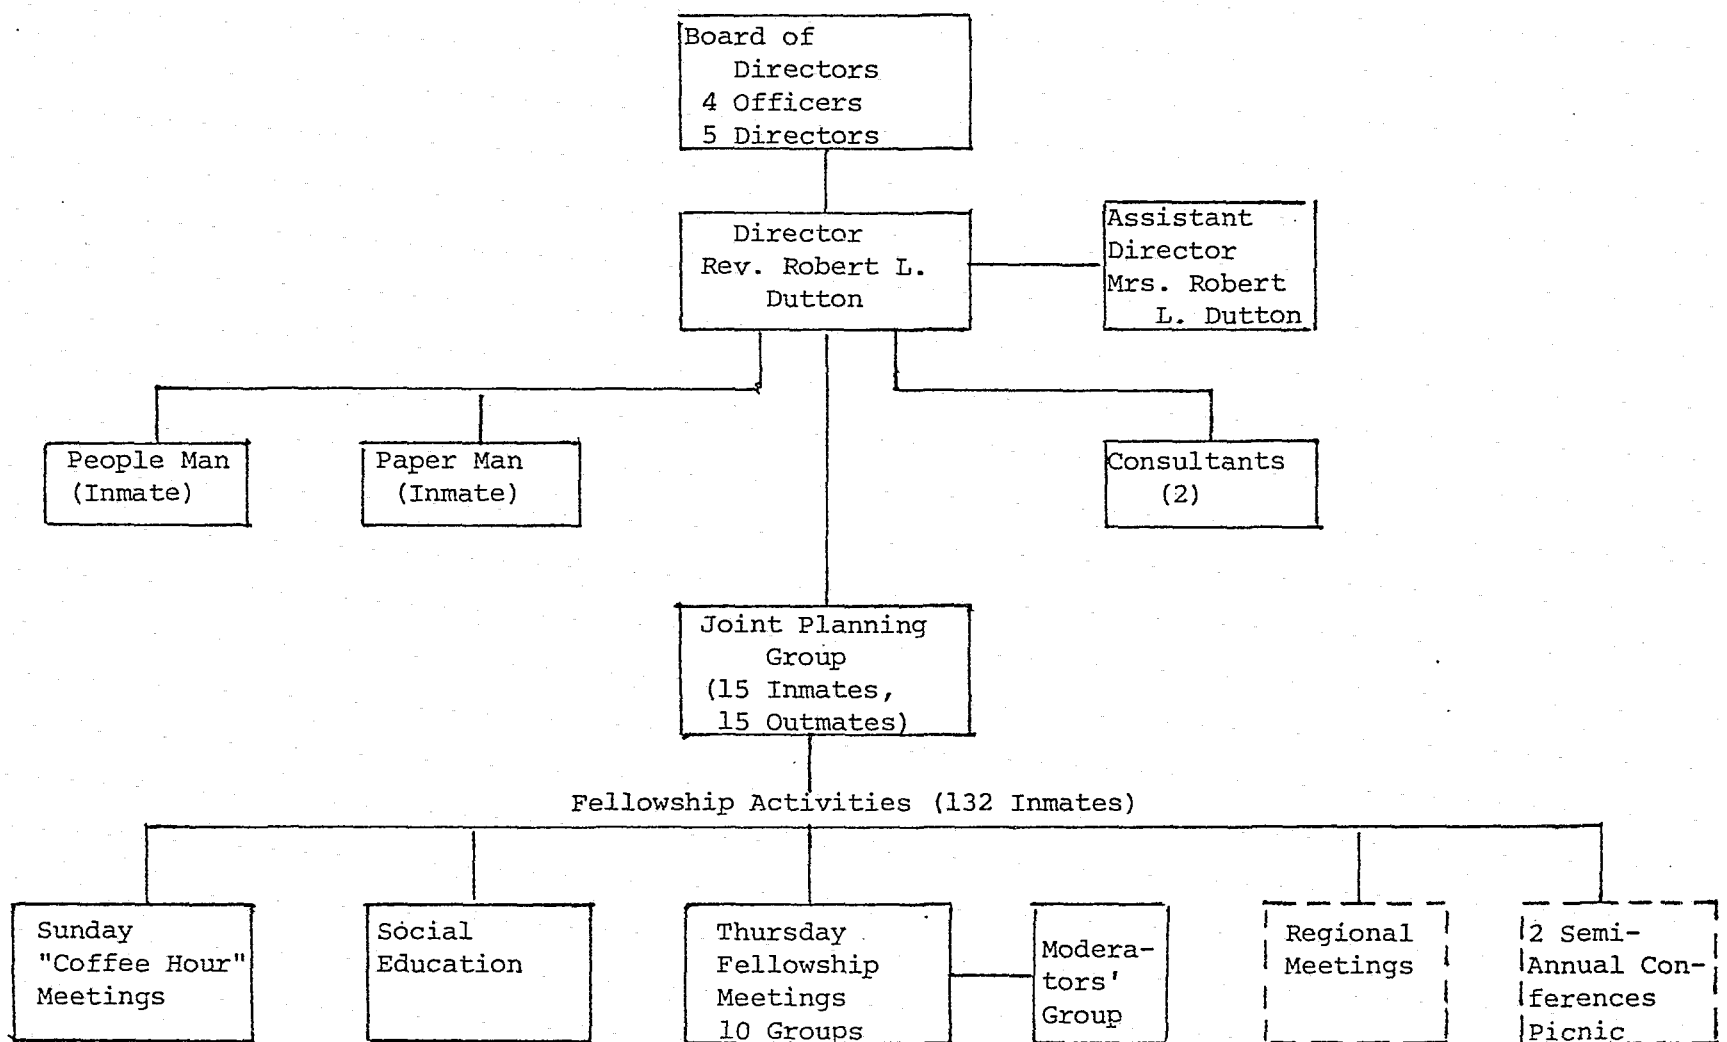 Board of
Directors
4 Officers
5 Directors
Director
Rev. Robert L.
Dutton
Assistant
Director
Mrs. Robert
L. Dutton
People Man
(Inmate)
Paper Man
(Inmate)
Consultants
(2)
Joint Planning
Group
(15 Inmates,
15 Outmates)
Fellowship Activities (132 Inmates)
Sunday
"Coffee Hour"
Meetings
Social
Education
Thursday
Fellowship
Meetings
10 Groups
Modera-
tors'
Group
Regional
Meetings
2 Semi-
Annual Con-
ferences
Picnic